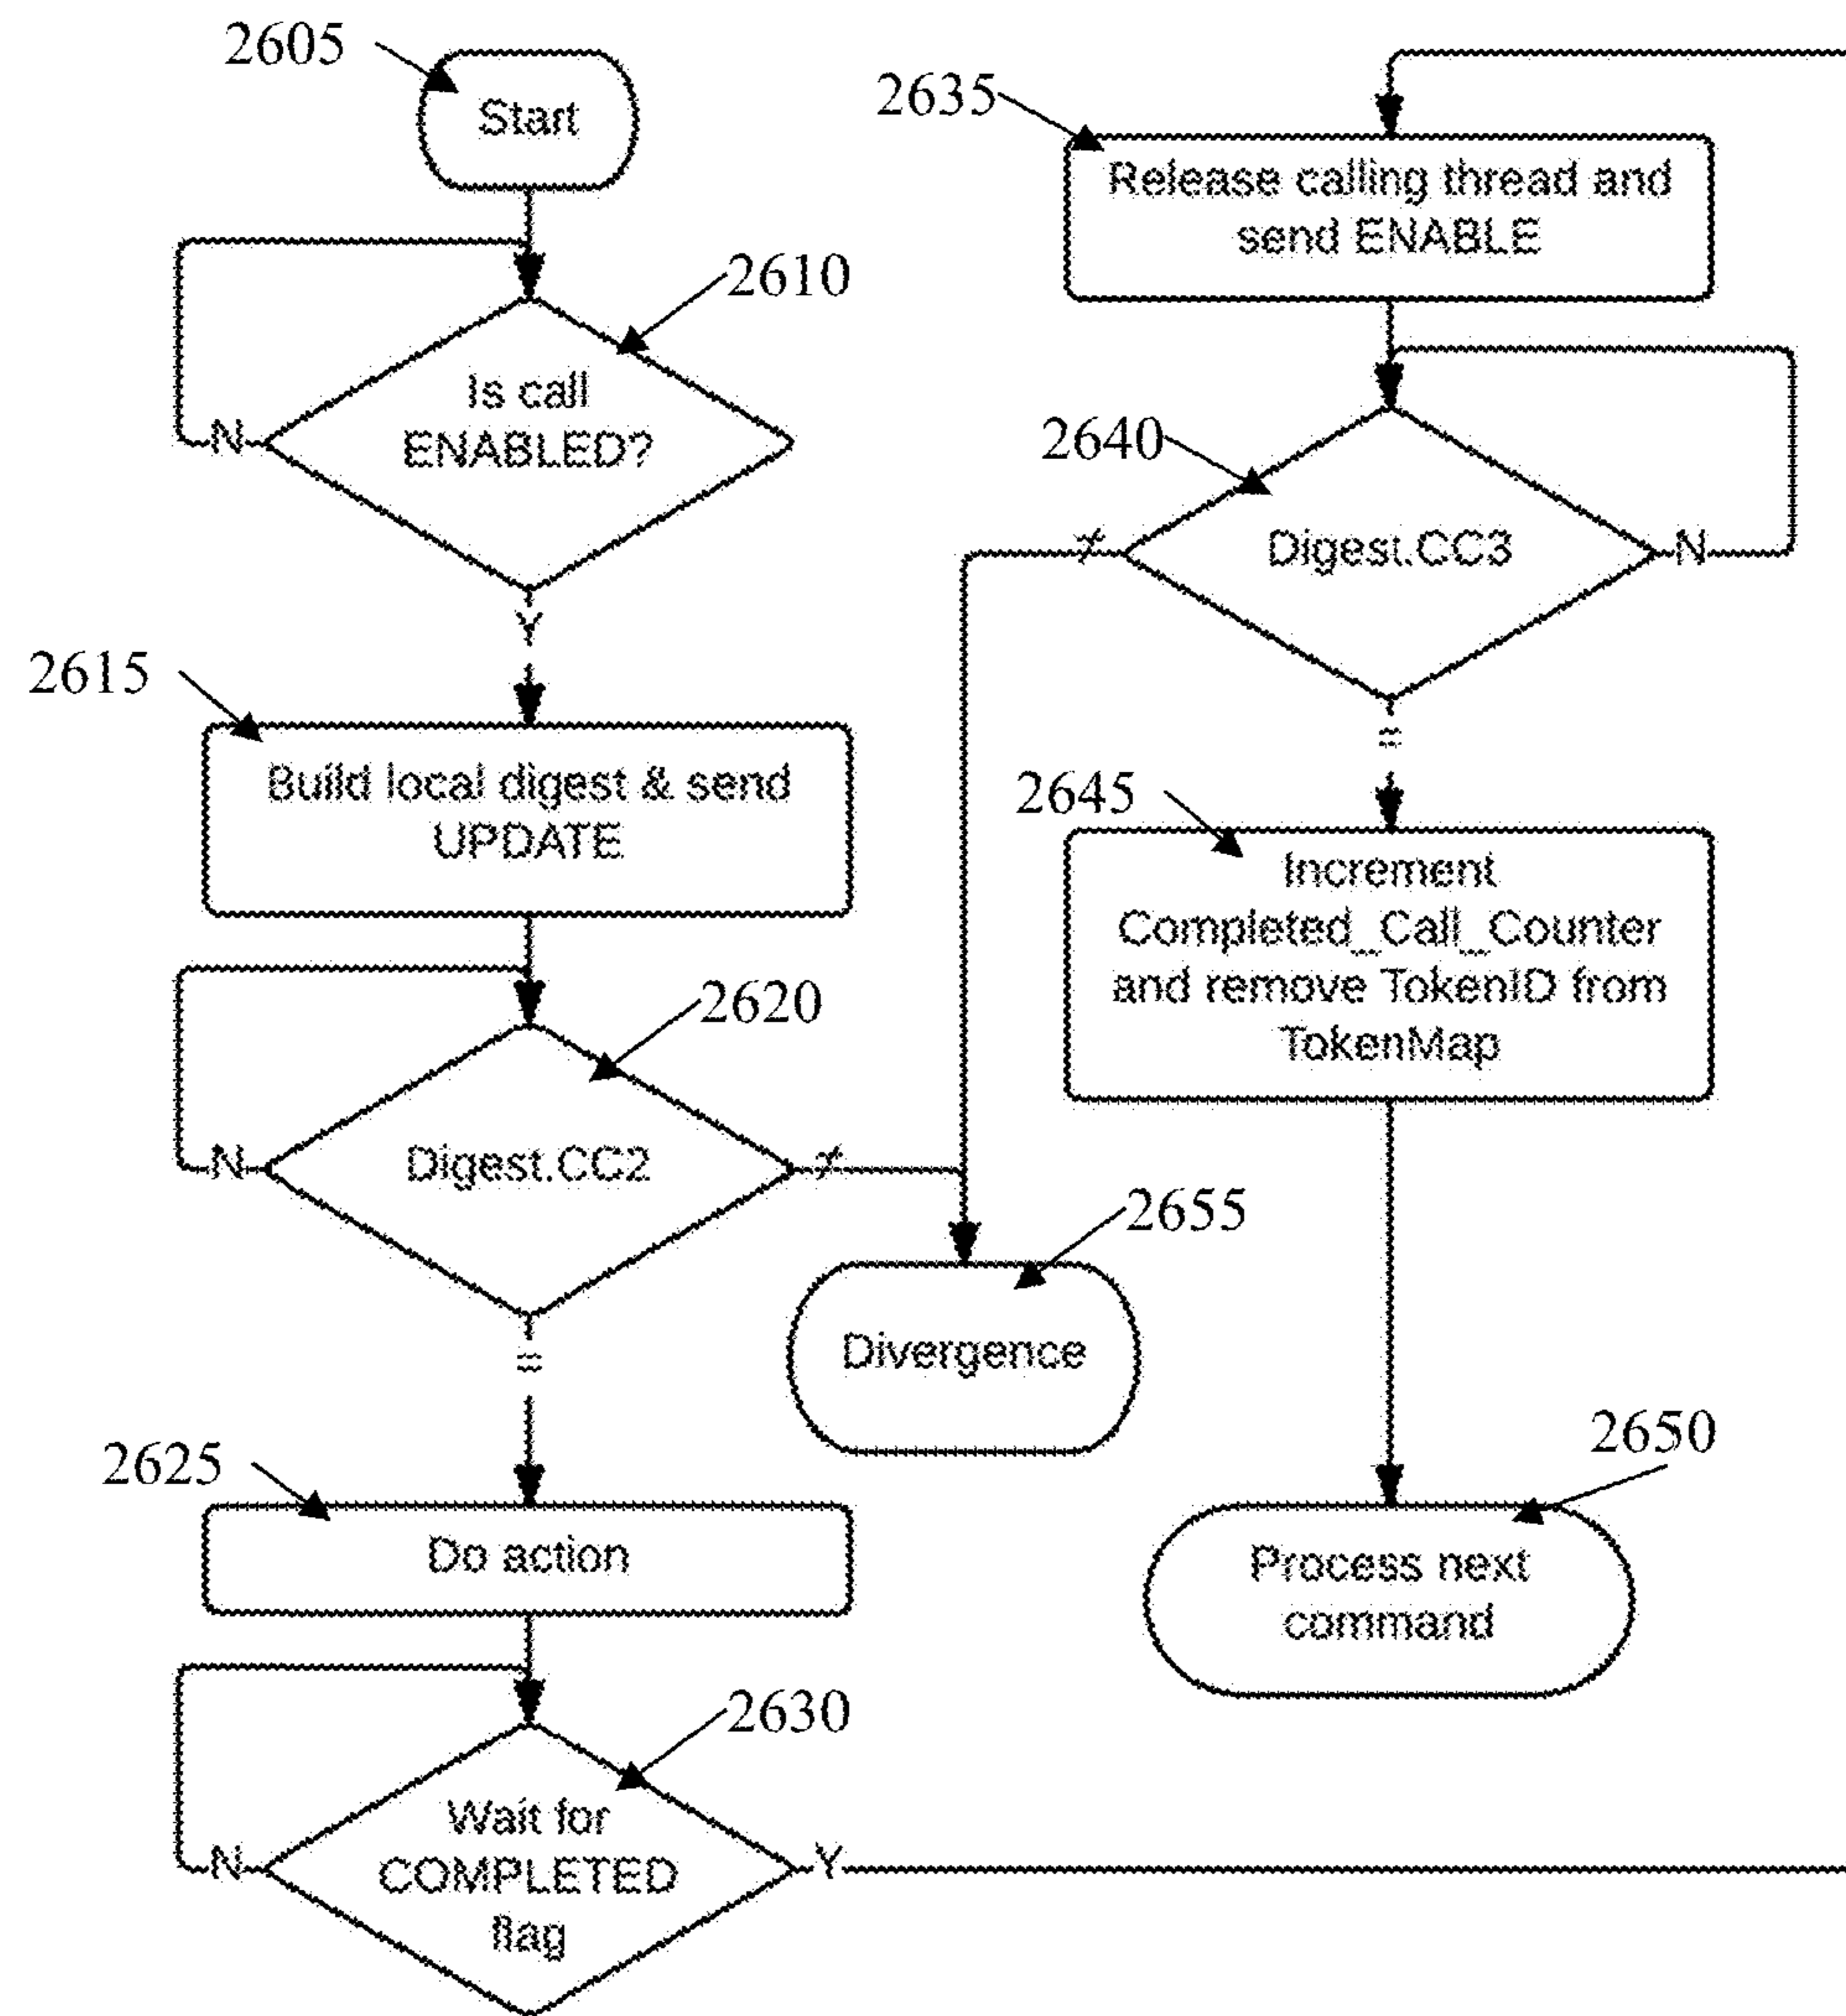 2605
Start
2610
Is call
ENABLED?
N
Y
2615
Build local digest & send
UPDATE
2620
Digest.CC2
N
≠
=
2625
Do action
2630
Wait for
COMPLETED
flag
N
Y
2635
Release calling thread and
send ENABLE
2640
Digest.CC3
≠
N
=
2645
Increment
Completed_Call_Counter
and remove TokenID from
TokenMap
2655
Divergence
2650
Process next
command